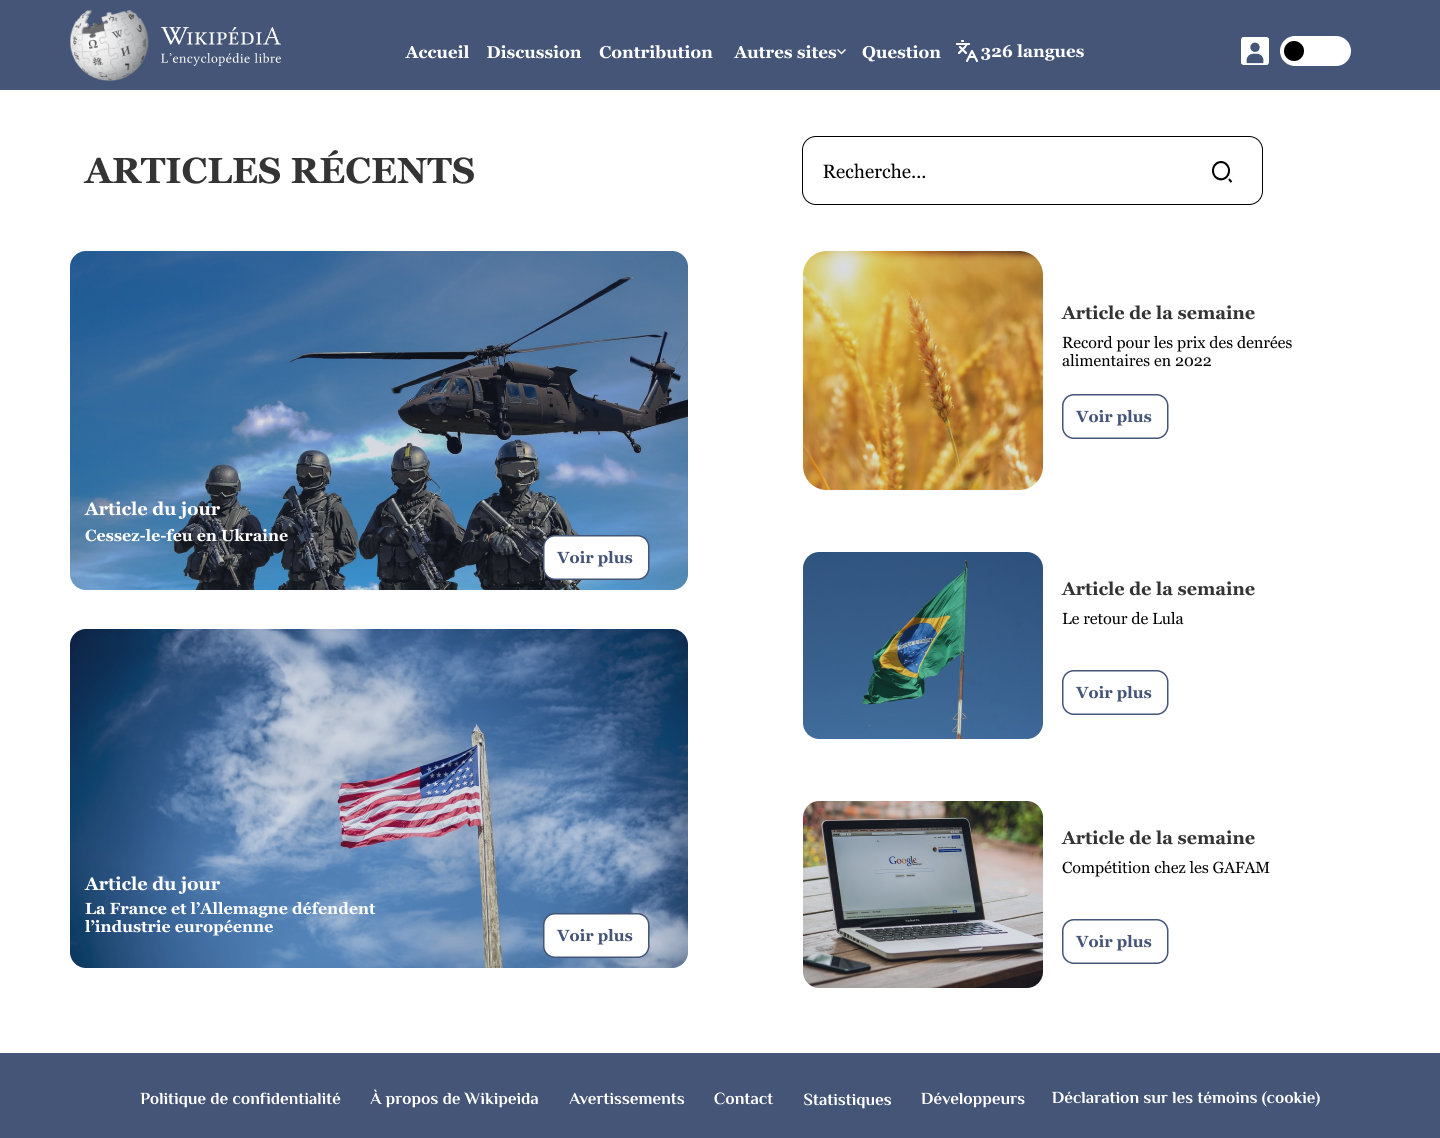 WIKIPÉDIA
L'encyclopédie libre
Accueil Discussion Contribution Autres sites Question 326 langues
ARTICLES RÉCENTS
Recherche...
Article du jour
Cessez-le-feu en Ukraine
Voir plus
Article du jour
La France et l'Allemagne défendent
l'industrie européenne
Voir plus
Article de la semaine
Record pour les prix des denrées
alimentaires en 2022
Voir plus
Article de la semaine
Le retour de Lula
Voir plus
Google
Article de la semaine
Compétition chez les GAFAM
Voir plus
Politique de confidentialité À propos de Wikipeida Avertissements Contact Statistiques Développeurs Déclaration sur les témoins (cookie)